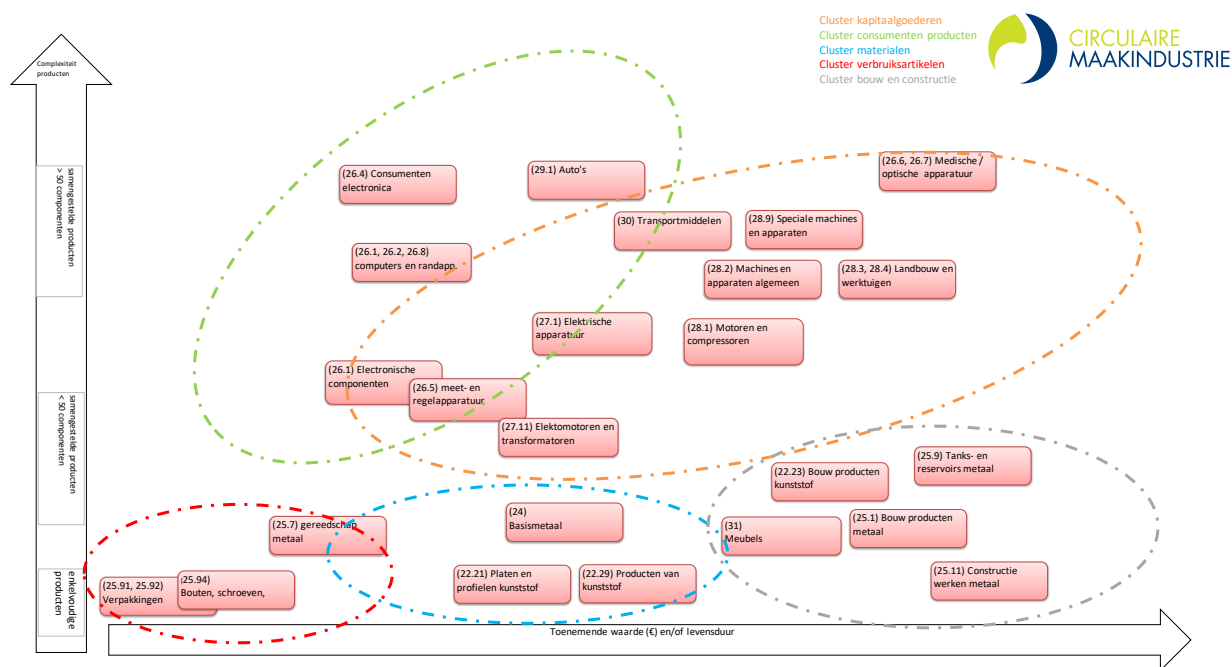 Cluster kapitaalgoederen
Cluster consumenten producten
Cluster materialen
Cluster verbruiksartikelen
Cluster bouw en constructie
CIRCULAIRE
MAAKINDUSTRIE
Complexiteit
producten
samengestelde producten
> 50 componenten
samengestelde producten
< 50 componenten
enkelvoudige
producten
(26.4) Consumenten
electronica
(29.1) Auto's
(26.6, 26.7) Medische /
optische apparatuur
(30) Transportmiddelen
(28.9) Speciale machines
en apparaten
(26.1, 26.2, 26.8)
computers en randapp.
(28.2) Machines en
apparaten algemeen
(28.3, 28.4) Landbouw en
werktuigen
(27.1) Elektrische
apparatuur
(28.1) Motoren en
compressoren
(26.1) Electronische
componenten
(26.5) meet- en
regelapparatuur
(27.11) Elektomotoren en
transformatoren
(22.23) Bouw producten
kunststof
(25.9) Tanks- en
reservoirs metaal
(25.7) gereedschap
metaal
(24)
Basismetaal
(31)
Meubels
(25.1) Bouw producten
metaal
(25.91, 25.92)
Verpakkingen
(25.94)
Bouten, schroeven,
(22.21) Platen en
profielen kunststof
(22.29) Producten van
kunststof
(25.11) Constructie
werken metaal
Toenemende waarde (€) en/of levensduur